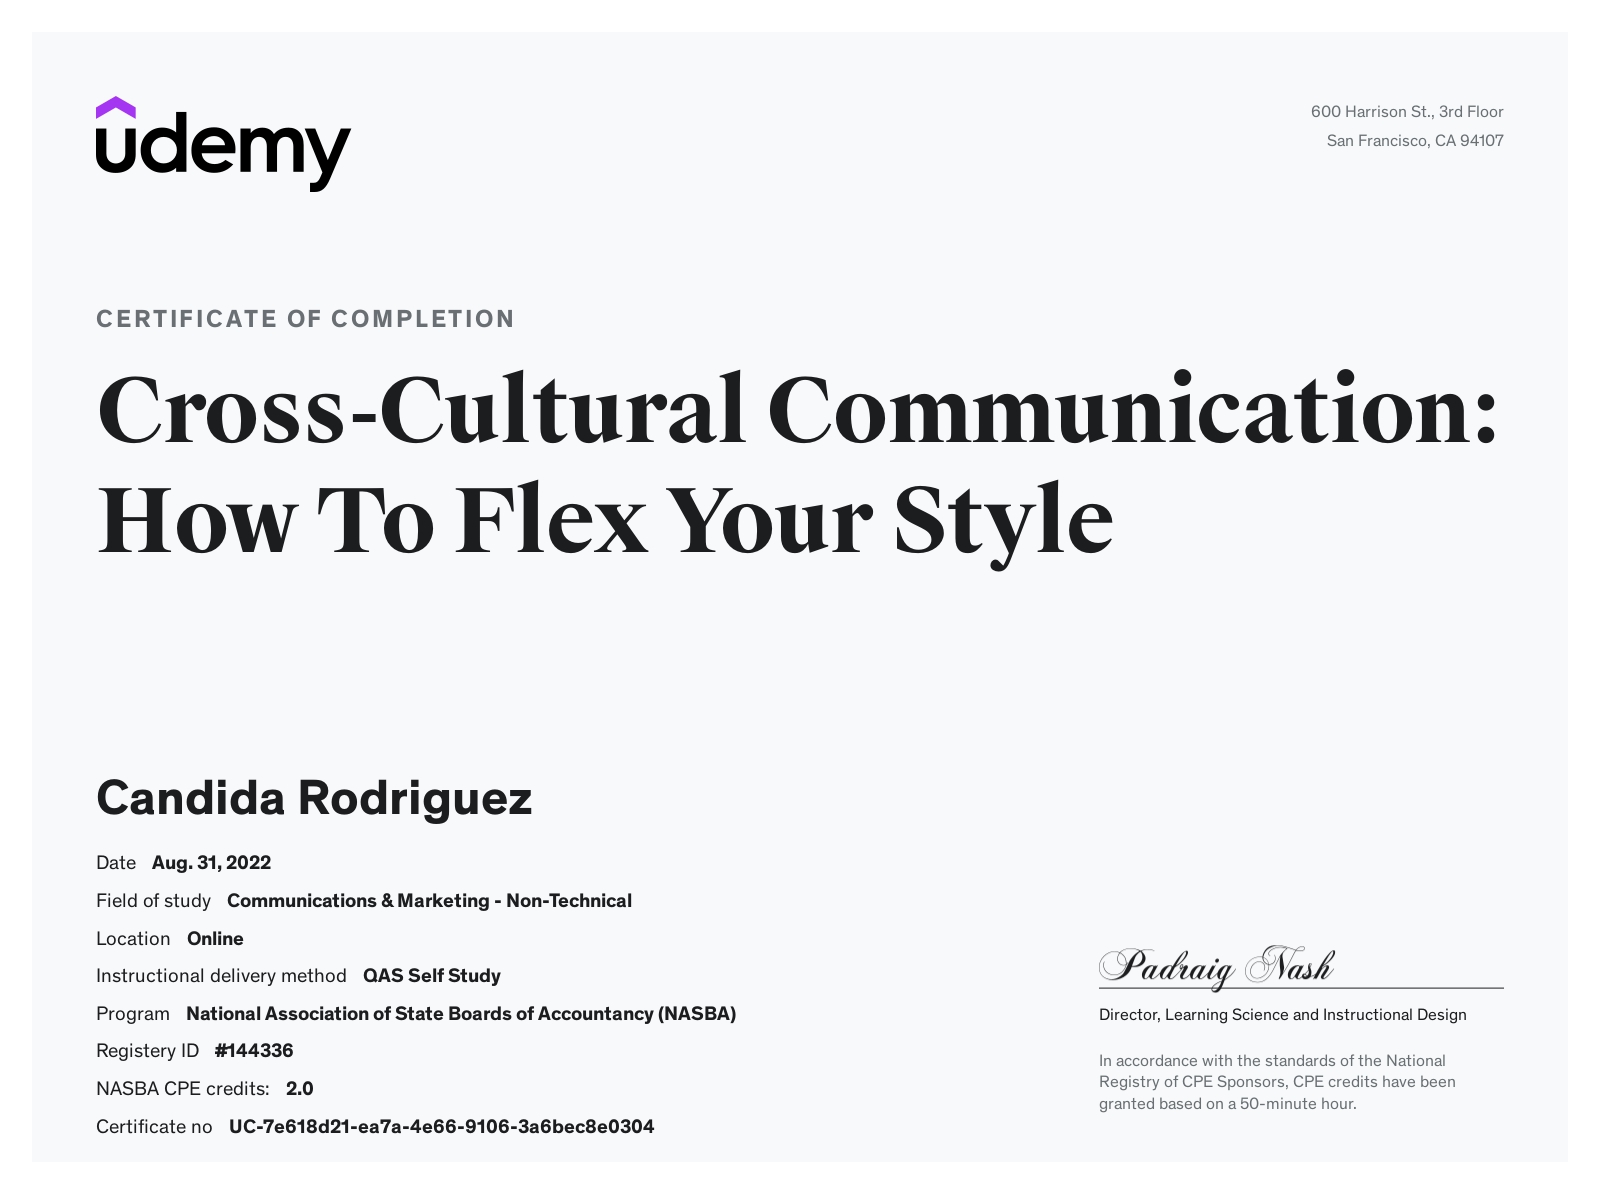 udemy
600 Harrison St., 3rd Floor
San Francisco, CA 94107
CERTIFICATE OF COMPLETION
Cross-Cultural Communication:
How To Flex Your Style
Candida Rodriguez
Date Aug. 31, 2022
Field of study Communications & Marketing - Non-Technical
Location Online
Instructional delivery method QAS Self Study
Program National Association of State Boards of Accountancy (NASBA)
Registery ID #144336
NASBA CPE credits: 2.0
Certificate no UC-7e618d21-ea7a-4e66-9106-3a6bec8e0304
Padraig Nash
Director, Learning Science and Instructional Design
In accordance with the standards of the National
Registry of CPE Sponsors, CPE credits have been
granted based on a 50-minute hour.